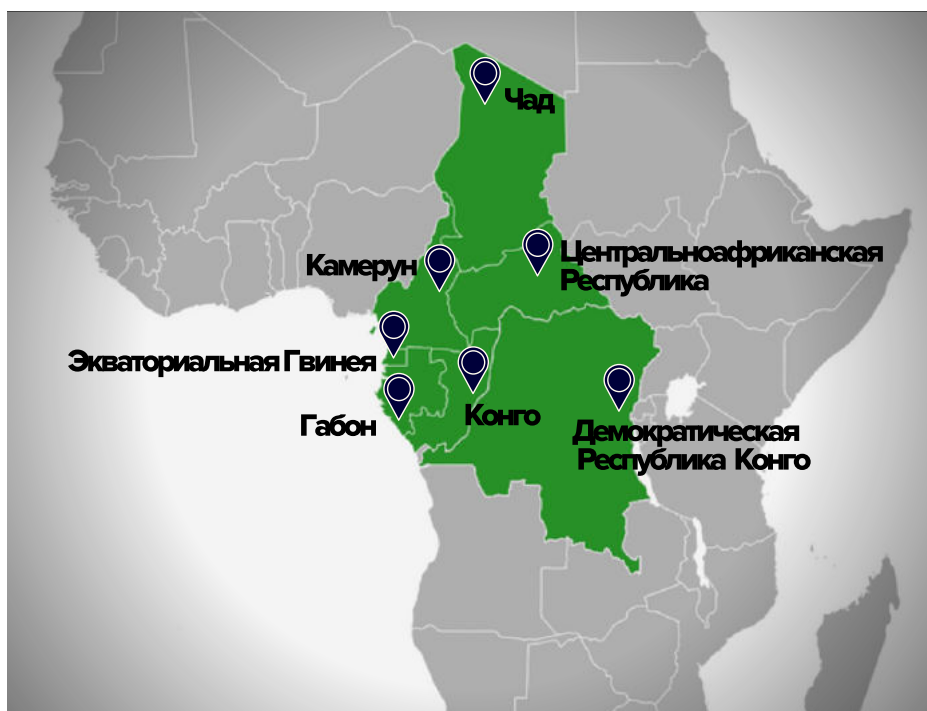 Чад
Центральноафриканская
Республика
Камерун
Экваториальная Гвинея
Габон
Конго
Демократическая
Республика Конго